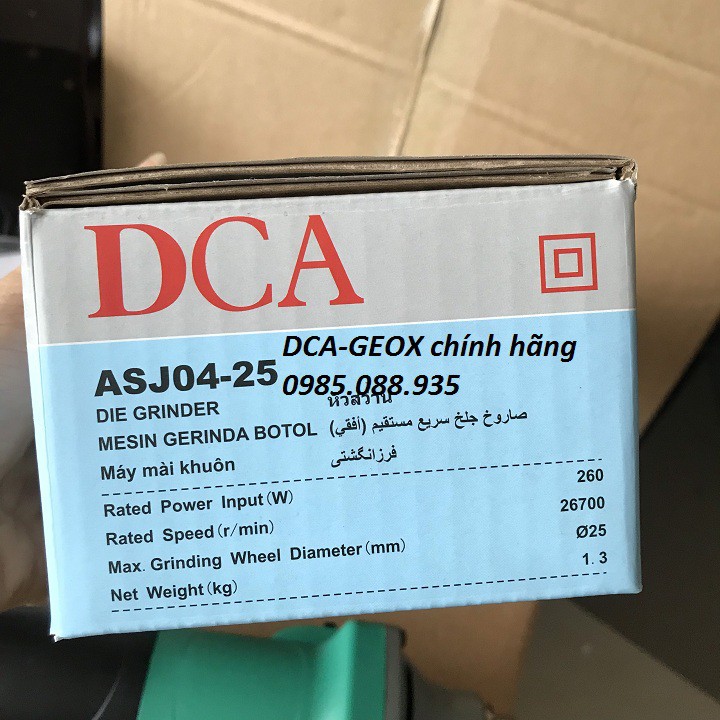 DCA
DCA-GEOX chính hãng
0985.088.935
ASJ04-25
DIE GRINDER
หัวสว่าน
MESIN GERINDA BOTOL صاروخ جلخ سريع مستقيم (أفقي)
Máy mài khuôn فرزانگشتی
Rated Power Input(W) 260
Rated Speed(r/min) 26700
Max. Grinding Wheel Diameter(mm) Ø25
Net Weight(kg) 1.3